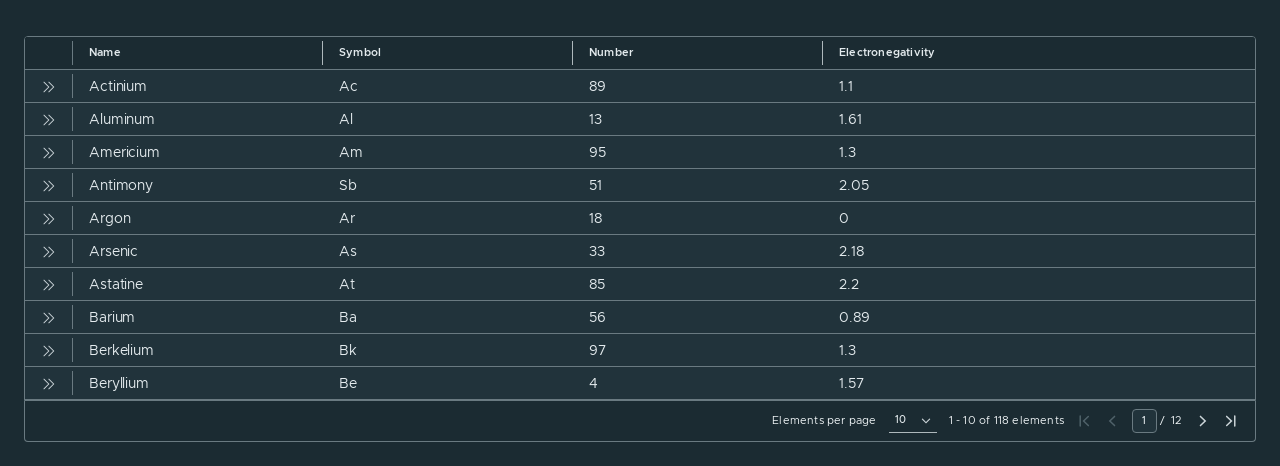 Name Symbol Number Electronegativity
Actinium Ac 89 1.1
Aluminum Al 13 1.61
Americium Am 95 1.3
Antimony Sb 51 2.05
Argon Ar 18 0
Arsenic As 33 2.18
Astatine At 85 2.2
Barium Ba 56 0.89
Berkelium Bk 97 1.3
Beryllium Be 4 1.57
Elements per page 10 1 - 10 of 118 elements 1 / 12